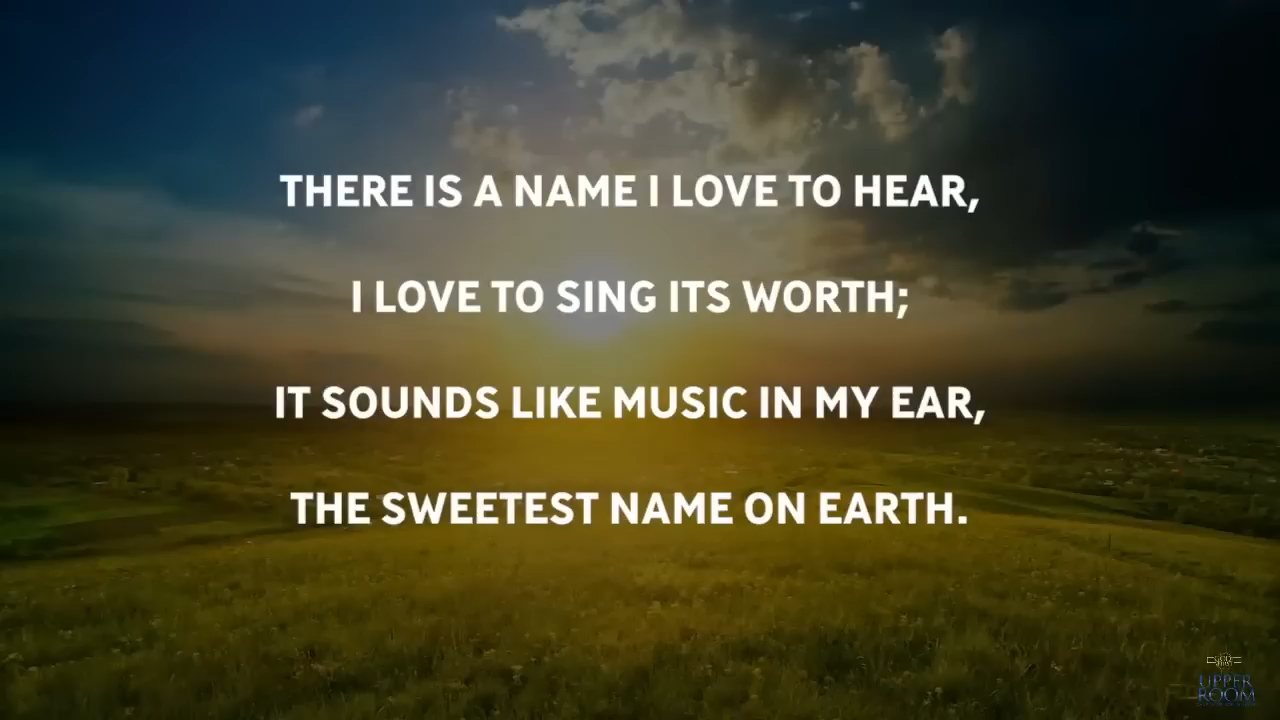 THERE IS A NAME I LOVE TO HEAR,
I LOVE TO SING ITS WORTH;
IT SOUNDS LIKE MUSIC IN MY EAR,
THE SWEETEST NAME ON EARTH.
UPPER
ROOM